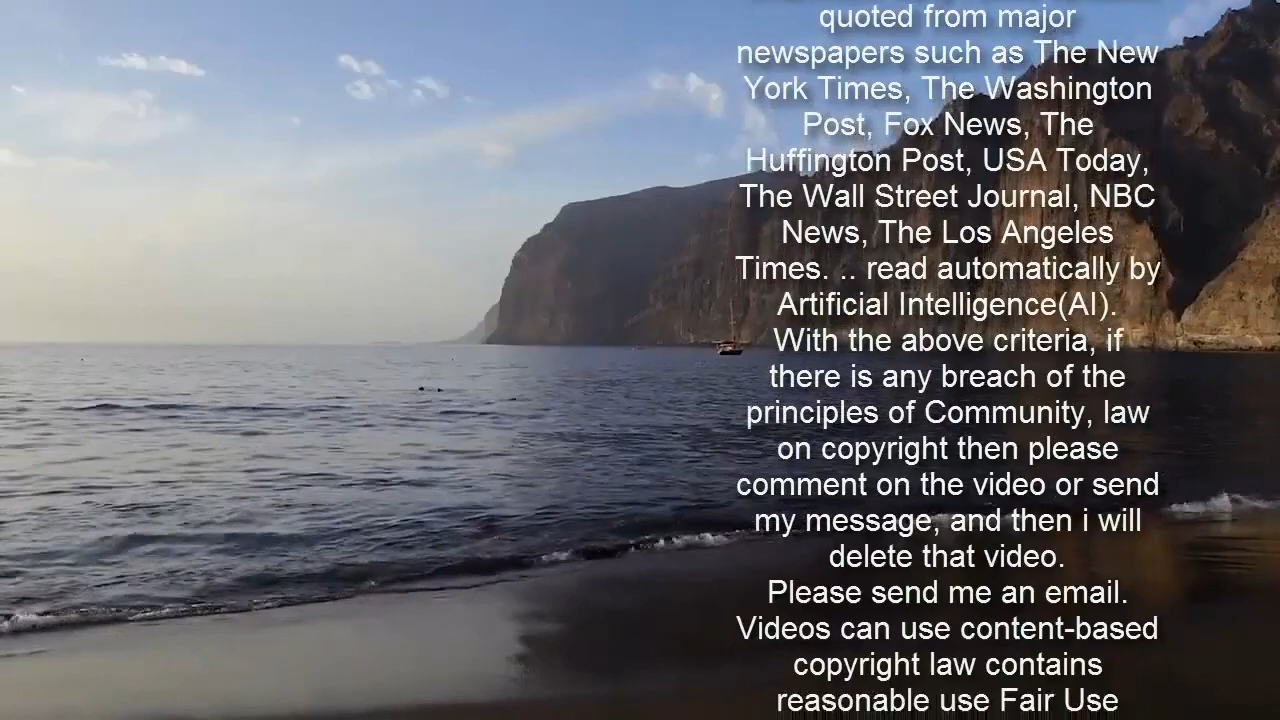 quoted from major
newspapers such as The New
York Times, The Washington
Post, Fox News, The
Huffington Post, USA Today,
The Wall Street Journal, NBC
News, The Los Angeles
Times. .. read automatically by
Artificial Intelligence(AI).
With the above criteria, if
there is any breach of the
principles of Community, law
on copyright then please
comment on the video or send
my message, and then i will
delete that video.
Please send me an email.
Videos can use content-based
copyright law contains
reasonable use Fair Use